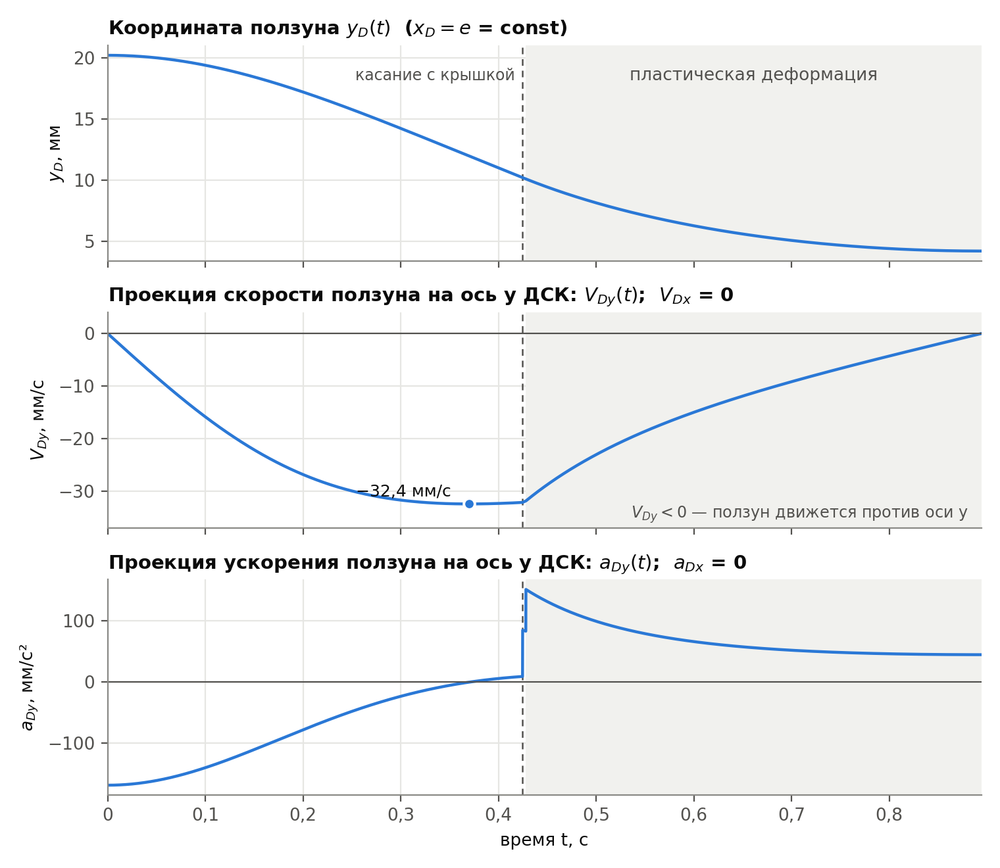 Координата ползуна y_D(t) (x_D = e = const)
20
15
10
5
y_D, мм
касание с крышкой
пластическая деформация
Проекция скорости ползуна на ось у ДСК: V_Dy(t); V_Dx = 0
0
−10
−20
−30
V_Dy, мм/с
−32,4 мм/с
V_Dy < 0 — ползун движется против оси у
Проекция ускорения ползуна на ось у ДСК: a_Dy(t); a_Dx = 0
100
0
−100
a_Dy, мм/с²
0 0,1 0,2 0,3 0,4 0,5 0,6 0,7 0,8
время t, с